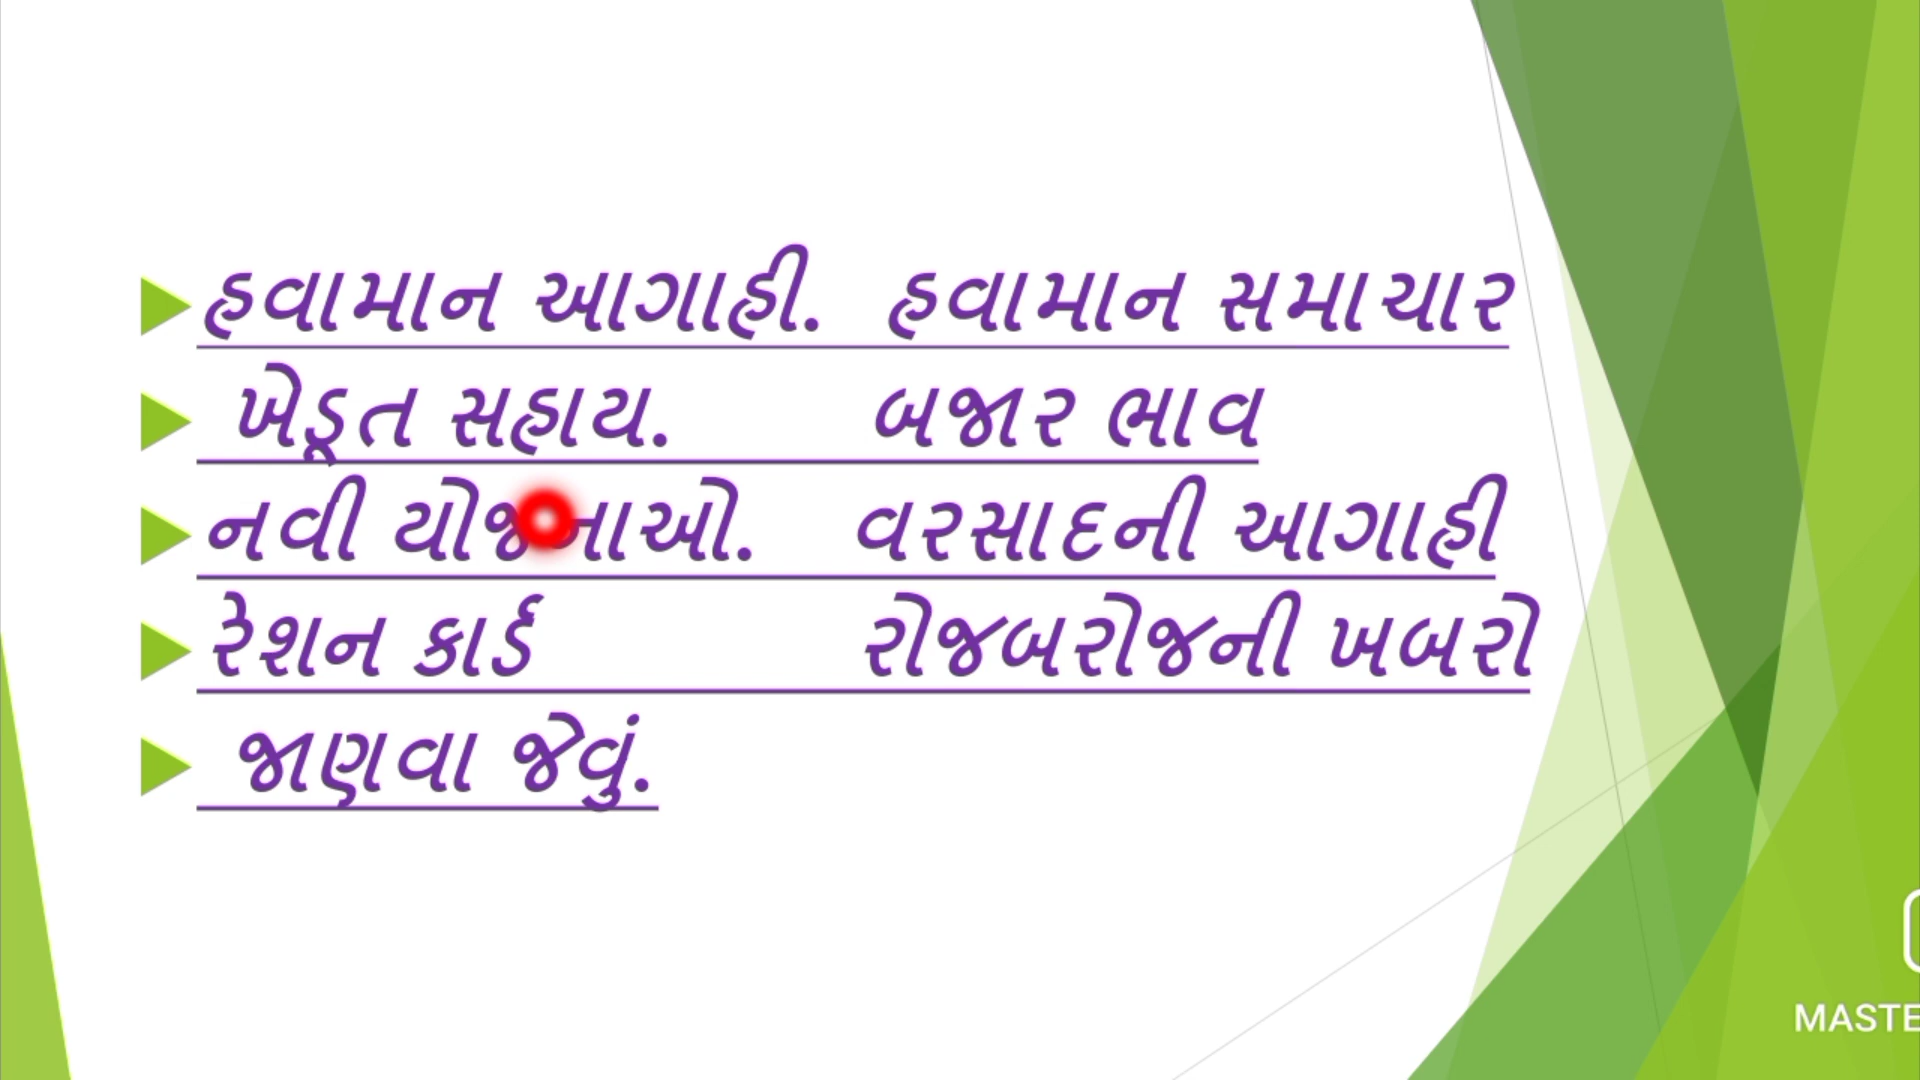 હવામાન આગાહી. હવામાન સમાચાર
ખેડૂત સહાય. બજાર ભાવ
નવી યોજનાઓ. વરસાદની આગાહી
રેશન કાર્ડ રોજબરોજની ખબરો
જાણવા જેવું.